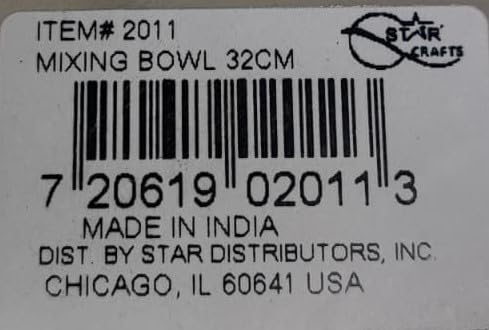 ITEM# 2011
MIXING BOWL 32CM
STAR
CRAFTS
7 20619 02011 3
MADE IN INDIA
DIST. BY STAR DISTRIBUTORS, INC.
CHICAGO, IL 60641 USA